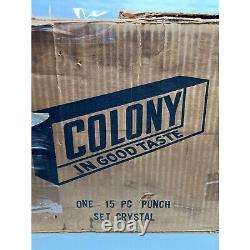 COLONY
IN GOOD TASTE
ONE - 15 PC PUNCH
SET CRYSTAL